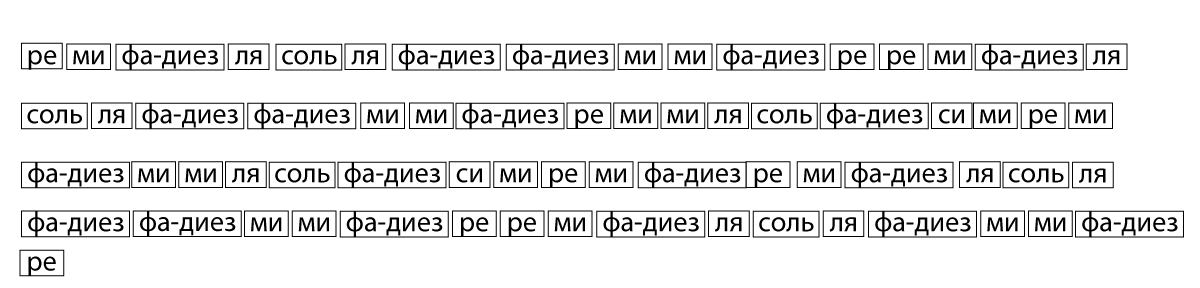 ре ми фа-диез ля соль ля фа-диез фа-диез ми ми фа-диез ре ре ми фа-диез ля
соль ля фа-диез фа-диез ми ми фа-диез ре ми ми ля соль фа-диез си ми ре ми
фа-диез ми ми ля соль фа-диез си ми ре ми фа-диез ре ми фа-диез ля соль ля
фа-диез фа-диез ми ми фа-диез ре ре ми фа-диез ля соль ля фа-диез ми ми фа-диез
ре